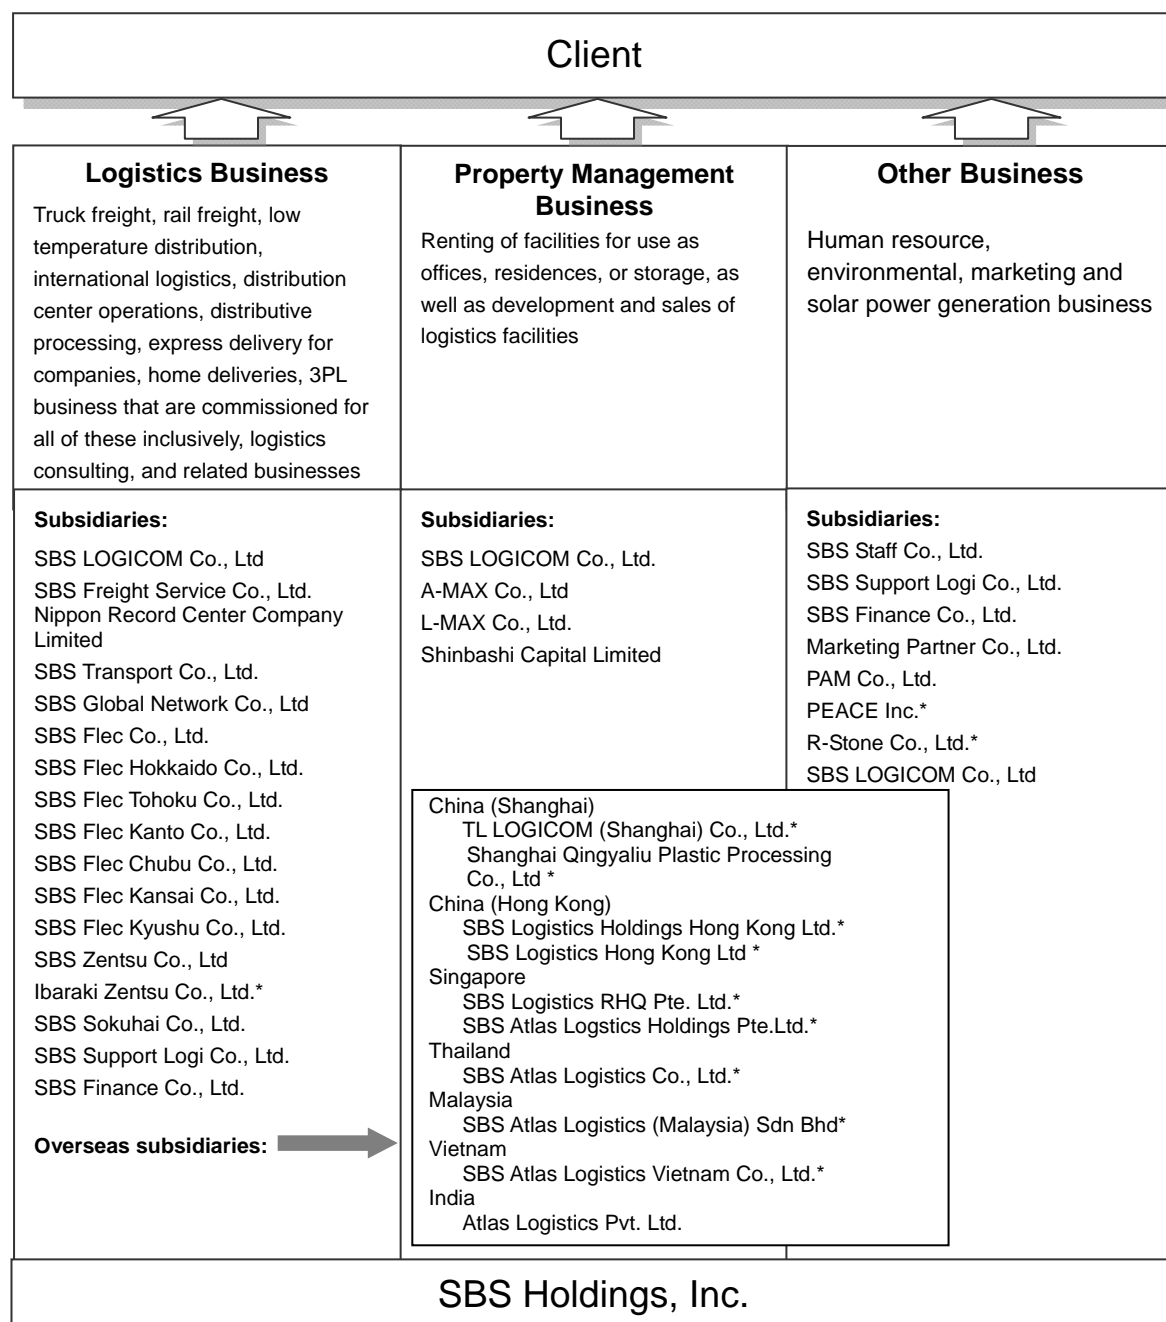 Client
Logistics Business
Truck freight, rail freight, low
temperature distribution,
international logistics, distribution
center operations, distributive
processing, express delivery for
companies, home deliveries, 3PL
business that are commissioned for
all of these inclusively, logistics
consulting, and related businesses
Property Management
Business
Renting of facilities for use as
offices, residences, or storage, as
well as development and sales of
logistics facilities
Other Business
Human resource,
environmental, marketing and
solar power generation business
Subsidiaries:
SBS LOGICOM Co., Ltd
SBS Freight Service Co., Ltd.
Nippon Record Center Company
Limited
SBS Transport Co., Ltd.
SBS Global Network Co., Ltd
SBS Flec Co., Ltd.
SBS Flec Hokkaido Co., Ltd.
SBS Flec Tohoku Co., Ltd.
SBS Flec Kanto Co., Ltd.
SBS Flec Chubu Co., Ltd.
SBS Flec Kansai Co., Ltd.
SBS Flec Kyushu Co., Ltd.
SBS Zentsu Co., Ltd
Ibaraki Zentsu Co., Ltd.*
SBS Sokuhai Co., Ltd.
SBS Support Logi Co., Ltd.
SBS Finance Co., Ltd.
Overseas subsidiaries:
Subsidiaries:
SBS LOGICOM Co., Ltd.
A-MAX Co., Ltd
L-MAX Co., Ltd.
Shinbashi Capital Limited
China (Shanghai)
TL LOGICOM (Shanghai) Co., Ltd.*
Shanghai Qingyaliu Plastic Processing
Co., Ltd *
China (Hong Kong)
SBS Logistics Holdings Hong Kong Ltd.*
SBS Logistics Hong Kong Ltd *
Singapore
SBS Logistics RHQ Pte. Ltd.*
SBS Atlas Logstics Holdings Pte.Ltd.*
Thailand
SBS Atlas Logistics Co., Ltd.*
Malaysia
SBS Atlas Logistics (Malaysia) Sdn Bhd*
Vietnam
SBS Atlas Logistics Vietnam Co., Ltd.*
India
Atlas Logistics Pvt. Ltd.
Subsidiaries:
SBS Staff Co., Ltd.
SBS Support Logi Co., Ltd.
SBS Finance Co., Ltd.
Marketing Partner Co., Ltd.
PAM Co., Ltd.
PEACE Inc.*
R-Stone Co., Ltd.*
SBS LOGICOM Co., Ltd
SBS Holdings, Inc.